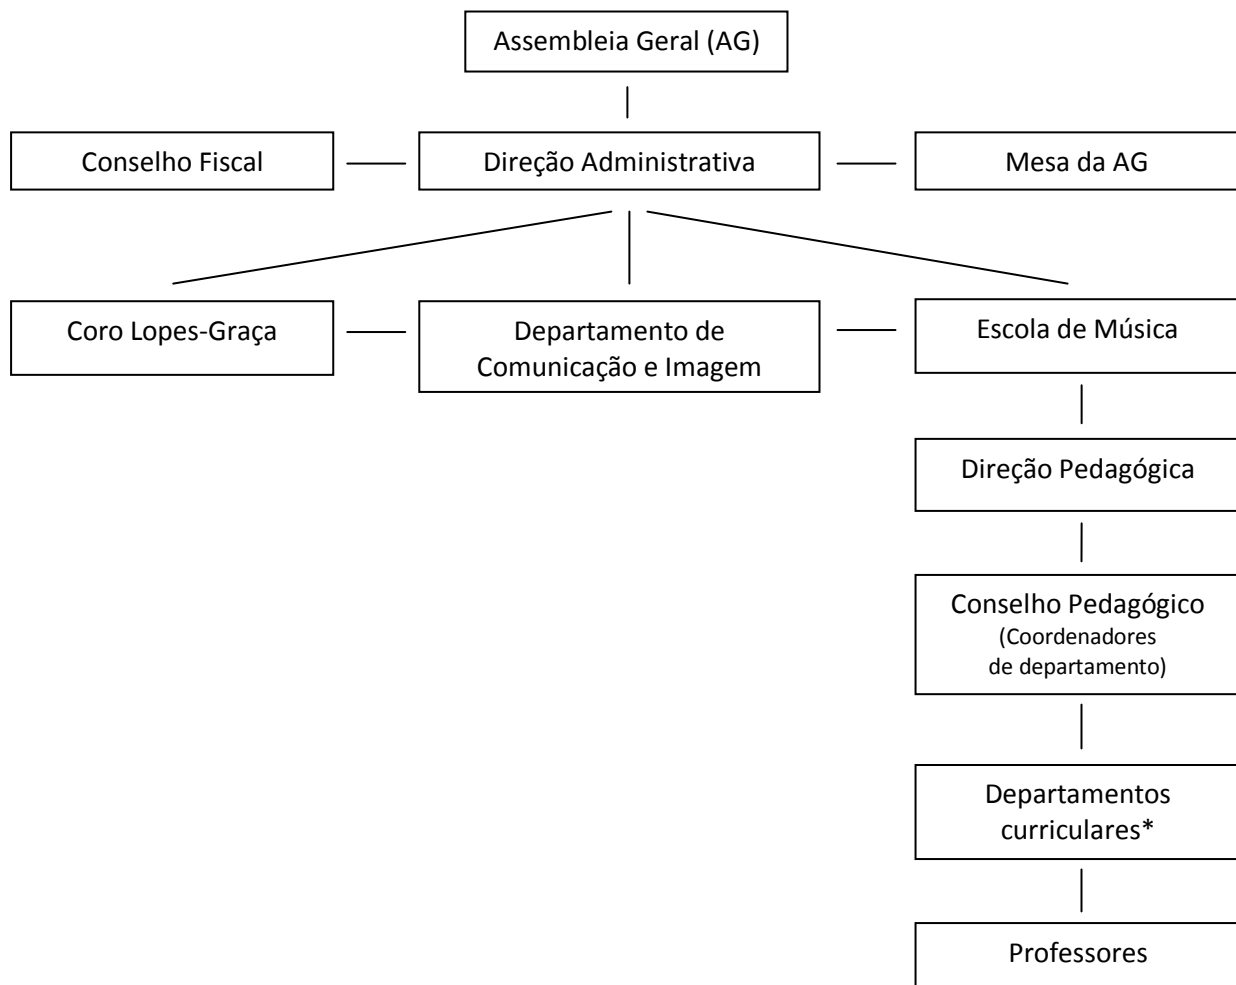 Assembleia Geral (AG)
Conselho Fiscal
Direção Administrativa
Mesa da AG
Coro Lopes-Graça
Departamento de
Comunicação e Imagem
Escola de Música
Direção Pedagógica
Conselho Pedagógico
(Coordenadores
de departamento)
Departamentos
curriculares*
Professores